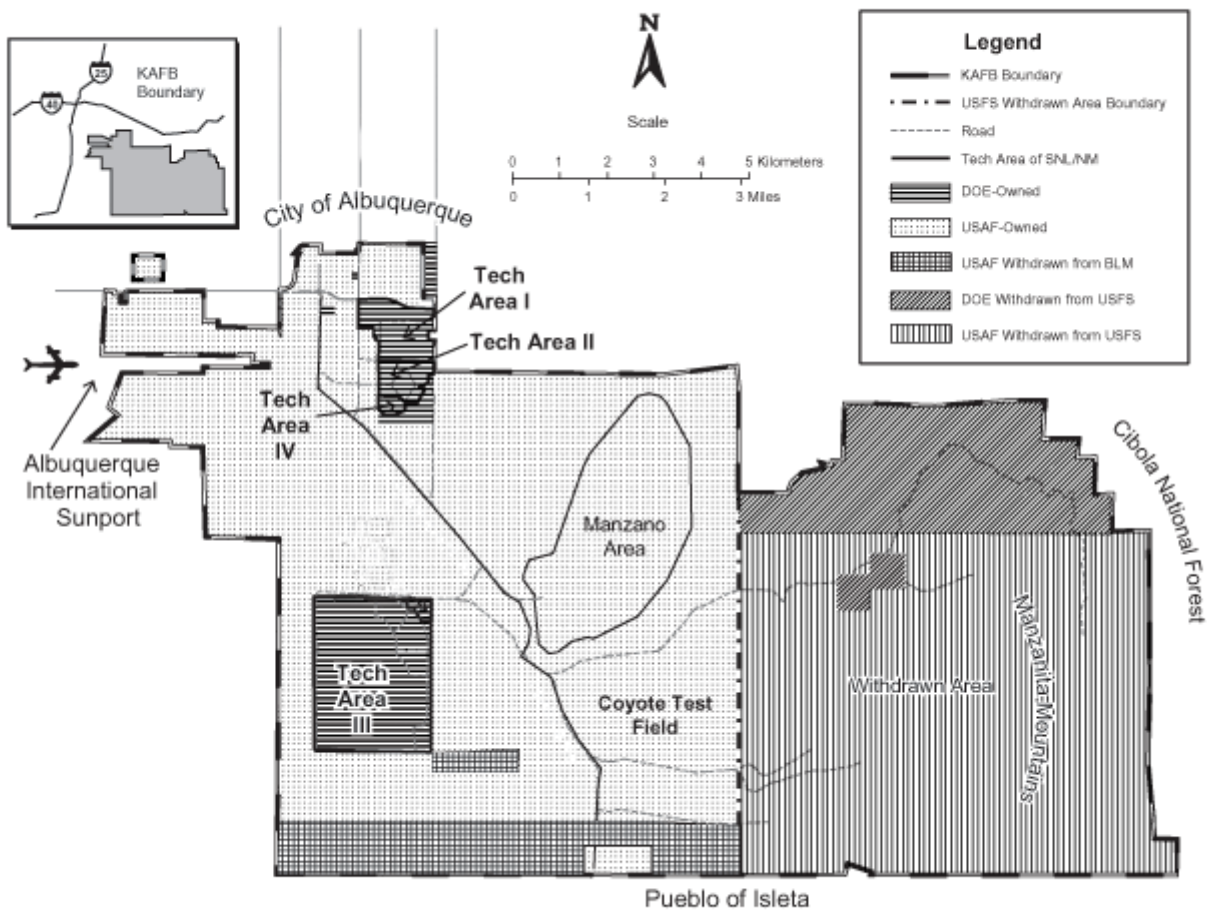 KAFB
Boundary
25
40
N
Scale
0 1 2 3 4 5 Kilometers
0 1 2 3 Miles
Legend
KAFB Boundary
USFS Withdrawn Area Boundary
Road
Tech Area of SNL/NM
DOE-Owned
USAF-Owned
USAF Withdrawn from BLM
DOE Withdrawn from USFS
USAF Withdrawn from USFS
City of Albuquerque
Tech
Area I
Tech Area II
Tech
Area
IV
Albuquerque
International
Sunport
Manzano
Area
Cibola National Forest
Tech
Area
III
Coyote Test
Field
Withdrawn Area
Manzanita Mountains
Pueblo of Isleta